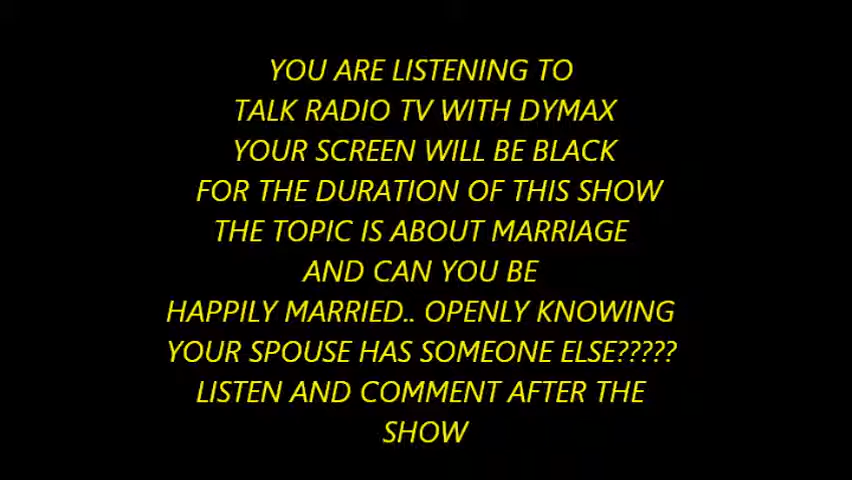 YOU ARE LISTENING TO
TALK RADIO TV WITH DYMAX
YOUR SCREEN WILL BE BLACK
FOR THE DURATION OF THIS SHOW
THE TOPIC IS ABOUT MARRIAGE
AND CAN YOU BE
HAPPILY MARRIED.. OPENLY KNOWING
YOUR SPOUSE HAS SOMEONE ELSE?????
LISTEN AND COMMENT AFTER THE
SHOW